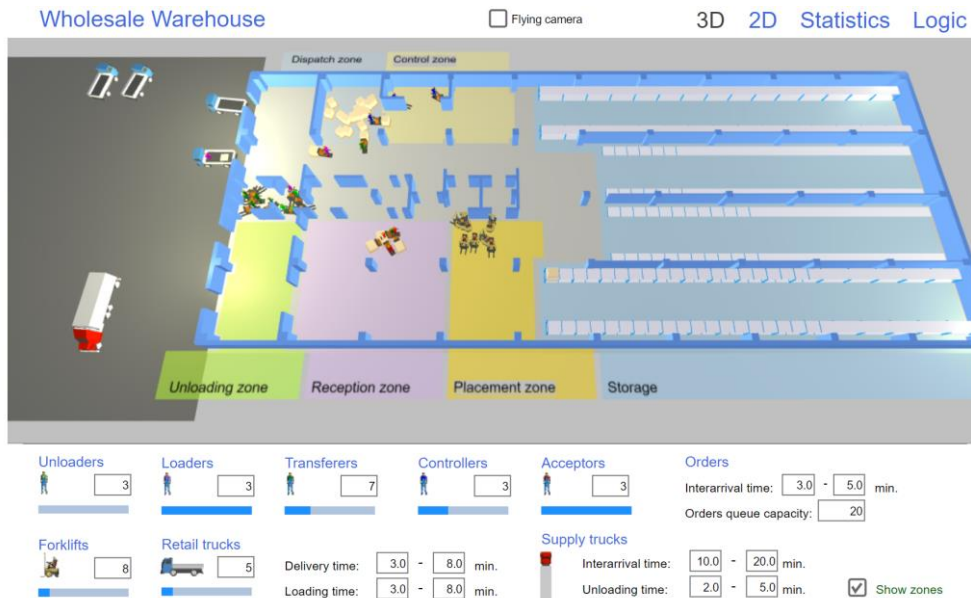 Wholesale Warehouse Flying camera 3D 2D Statistics Logic
Dispatch zone Control zone
Unloading zone Reception zone Placement zone Storage
Unloaders Loaders Transferers Controllers Acceptors Orders
3 3 7 3 3 Interarrival time: 3.0 - 5.0 min.
Orders queue capacity: 20
Forklifts Retail trucks Supply trucks
8 5 Delivery time: 3.0 - 8.0 min. Interarrival time: 10.0 - 20.0 min.
Loading time: 3.0 - 8.0 min. Unloading time: 2.0 - 5.0 min. Show zones